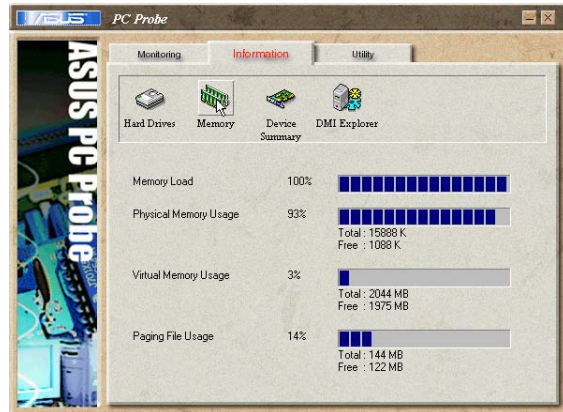 ASUS PC Probe
Monitoring Information Utility
ASUS PC Probe
Hard Drives Memory Device Summary DMI Explorer
Memory Load 100%
Physical Memory Usage 93%
Total : 15888 K
Free : 1088 K
Virtual Memory Usage 3%
Total : 2044 MB
Free : 1975 MB
Paging File Usage 14%
Total : 144 MB
Free : 122 MB